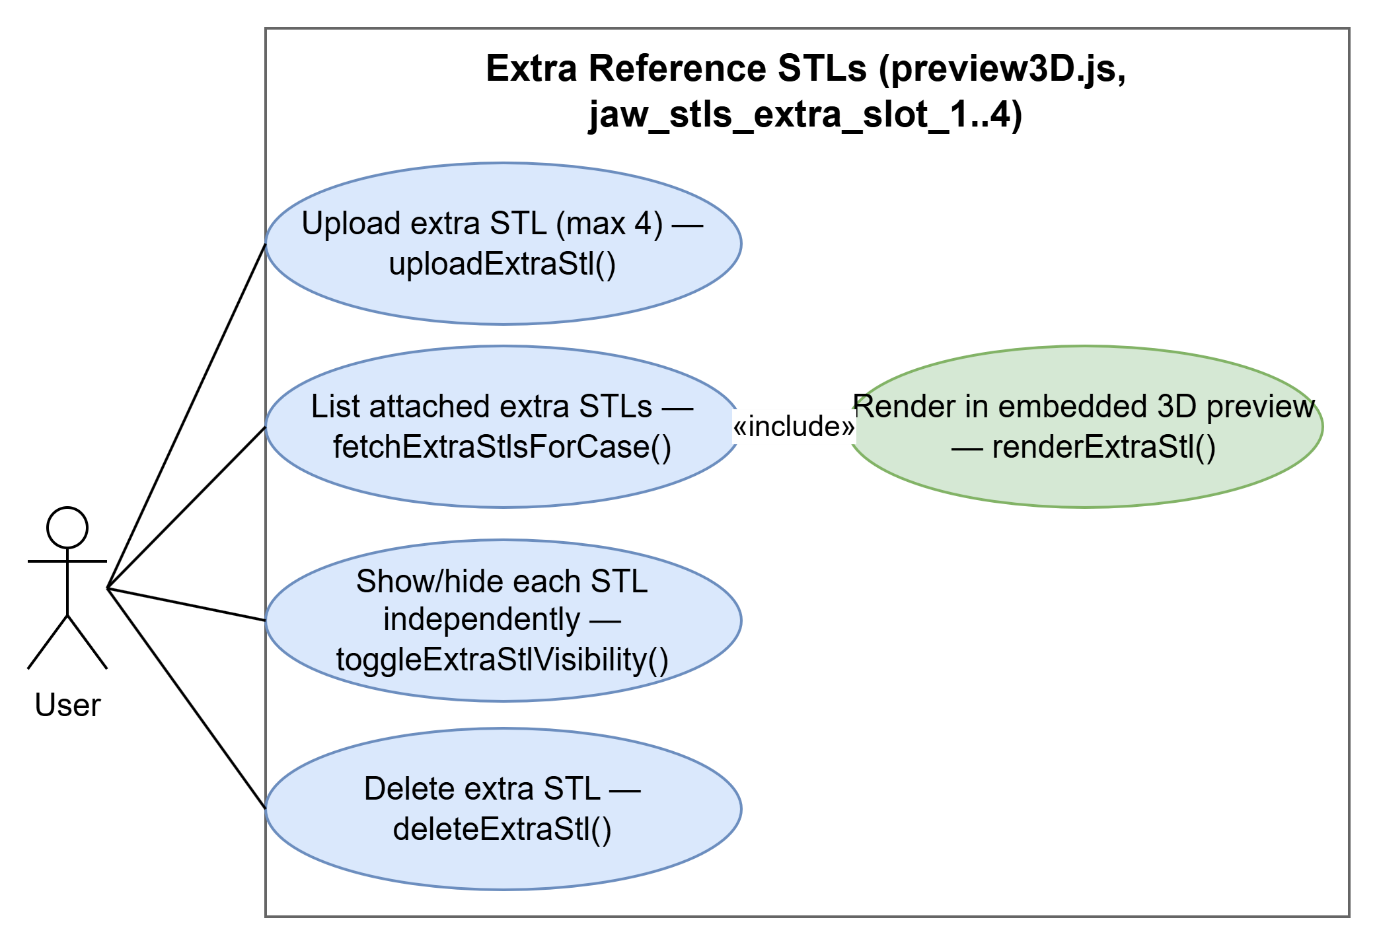 Extra Reference STLs (preview3D.js,
jaw_stls_extra_slot_1..4)
Upload extra STL (max 4) —
uploadExtraStl()
List attached extra STLs —
fetchExtraStlsForCase()
«include»
Render in embedded 3D preview
— renderExtraStl()
Show/hide each STL
independently —
toggleExtraStlVisibility()
User
Delete extra STL —
deleteExtraStl()